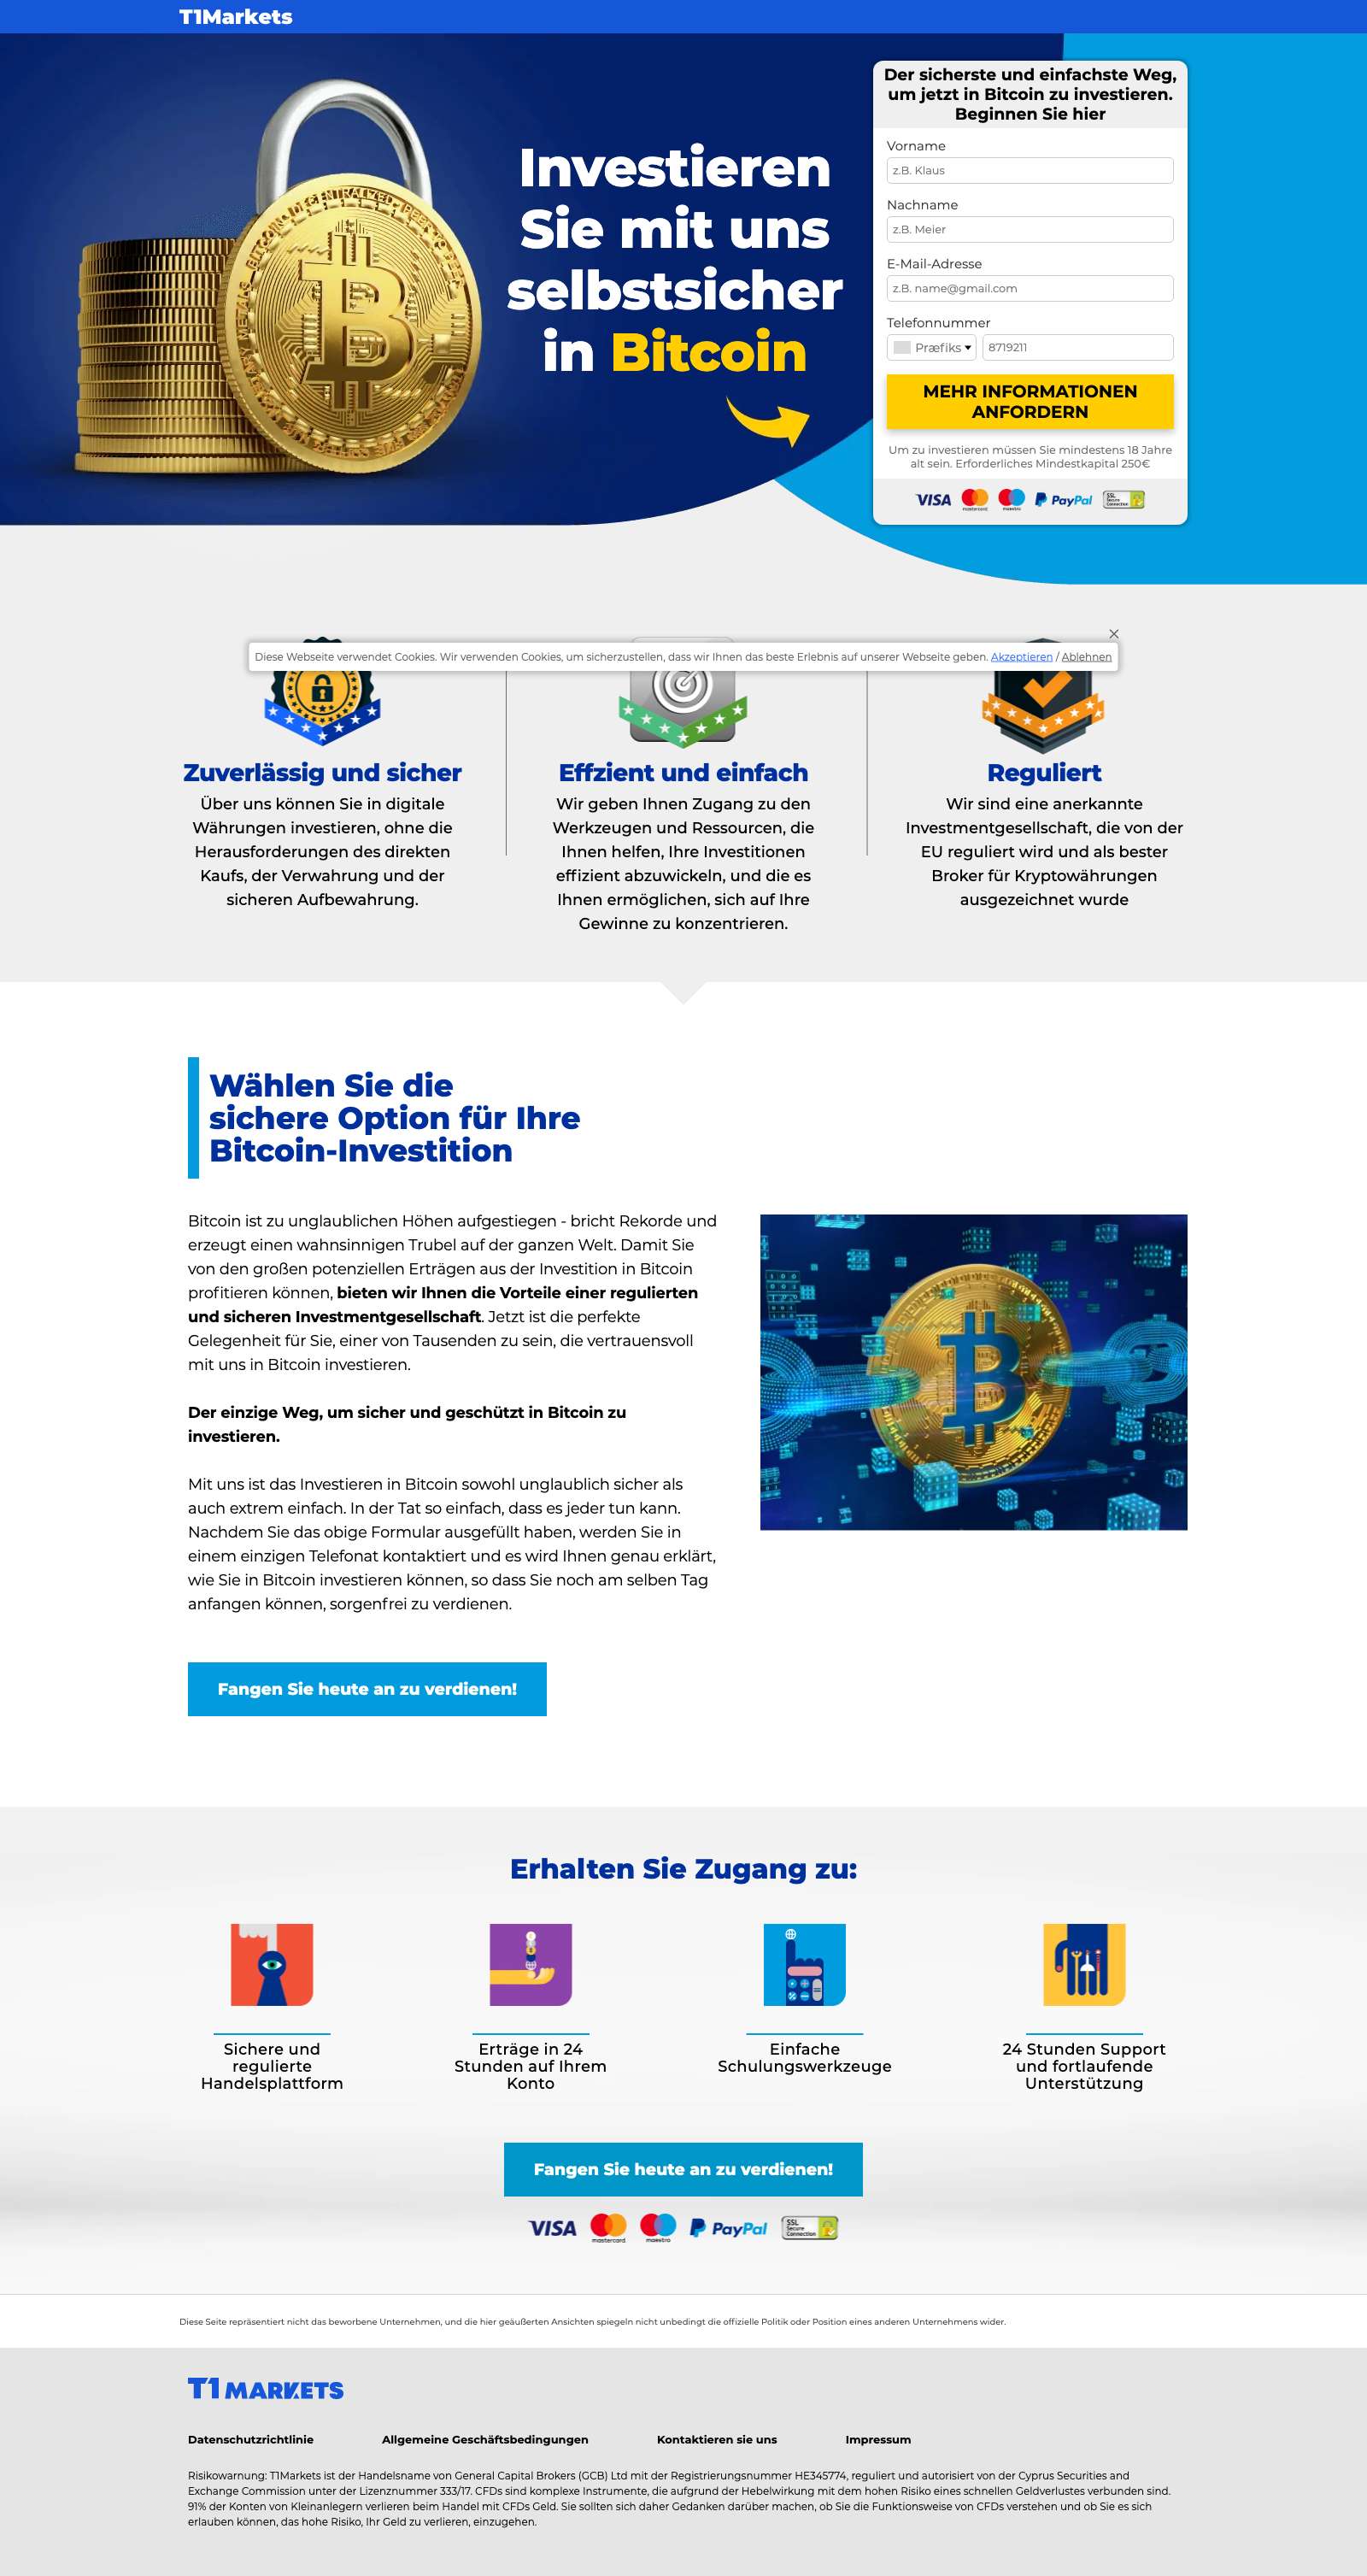 T1Markets
Investieren
Sie mit uns
selbstsicher
in Bitcoin
Der sicherste und einfachste Weg,
um jetzt in Bitcoin zu investieren.
Beginnen Sie hier
Vorname
z.B. Klaus
Nachname
z.B. Meier
E-Mail-Adresse
z.B. name@gmail.com
Telefonnummer
Præfiks 8719211
MEHR INFORMATIONEN
ANFORDERN
Um zu investieren müssen Sie mindestens 18 Jahre
alt sein. Erforderliches Mindestkapital 250€
VISA mastercard maestro PayPal SSL Secure Connection
Diese Webseite verwendet Cookies. Wir verwenden Cookies, um sicherzustellen, dass wir Ihnen das beste Erlebnis auf unserer Webseite geben. Akzeptieren / Ablehnen
Zuverlässig und sicher
Über uns können Sie in digitale
Währungen investieren, ohne die
Herausforderungen des direkten
Kaufs, der Verwahrung und der
sicheren Aufbewahrung.
Effzient und einfach
Wir geben Ihnen Zugang zu den
Werkzeugen und Ressourcen, die
Ihnen helfen, Ihre Investitionen
effizient abzuwickeln, und die es
Ihnen ermöglichen, sich auf Ihre
Gewinne zu konzentrieren.
Reguliert
Wir sind eine anerkannte
Investmentgesellschaft, die von der
EU reguliert wird und als bester
Broker für Kryptowährungen
ausgezeichnet wurde
Wählen Sie die
sichere Option für Ihre
Bitcoin-Investition
Bitcoin ist zu unglaublichen Höhen aufgestiegen - bricht Rekorde und
erzeugt einen wahnsinnigen Trubel auf der ganzen Welt. Damit Sie
von den großen potenziellen Erträgen aus der Investition in Bitcoin
profitieren können, bieten wir Ihnen die Vorteile einer regulierten
und sicheren Investmentgesellschaft. Jetzt ist die perfekte
Gelegenheit für Sie, einer von Tausenden zu sein, die vertrauensvoll
mit uns in Bitcoin investieren.
Der einzige Weg, um sicher und geschützt in Bitcoin zu
investieren.
Mit uns ist das Investieren in Bitcoin sowohl unglaublich sicher als
auch extrem einfach. In der Tat so einfach, dass es jeder tun kann.
Nachdem Sie das obige Formular ausgefüllt haben, werden Sie in
einem einzigen Telefonat kontaktiert und es wird Ihnen genau erklärt,
wie Sie in Bitcoin investieren können, so dass Sie noch am selben Tag
anfangen können, sorgenfrei zu verdienen.
Fangen Sie heute an zu verdienen!
Erhalten Sie Zugang zu:
Sichere und
regulierte
Handelsplattform
Erträge in 24
Stunden auf Ihrem
Konto
Einfache
Schulungswerkzeuge
24 Stunden Support
und fortlaufende
Unterstützung
Fangen Sie heute an zu verdienen!
VISA mastercard maestro PayPal SSL Secure Connection
Diese Seite repräsentiert nicht das beworbene Unternehmen, und die hier geäußerten Ansichten spiegeln nicht unbedingt die offizielle Politik oder Position eines anderen Unternehmens wider.
T1 MARKETS
Datenschutzrichtlinie Allgemeine Geschäftsbedingungen Kontaktieren sie uns Impressum
Risikowarnung: T1Markets ist der Handelsname von General Capital Brokers (GCB) Ltd mit der Registrierungsnummer HE345774, reguliert und autorisiert von der Cyprus Securities and
Exchange Commission unter der Lizenznummer 333/17. CFDs sind komplexe Instrumente, die aufgrund der Hebelwirkung mit dem hohen Risiko eines schnellen Geldverlustes verbunden sind.
91% der Konten von Kleinanlegern verlieren beim Handel mit CFDs Geld. Sie sollten sich daher Gedanken darüber machen, ob Sie die Funktionsweise von CFDs verstehen und ob Sie es sich
erlauben können, das hohe Risiko, Ihr Geld zu verlieren, einzugehen.